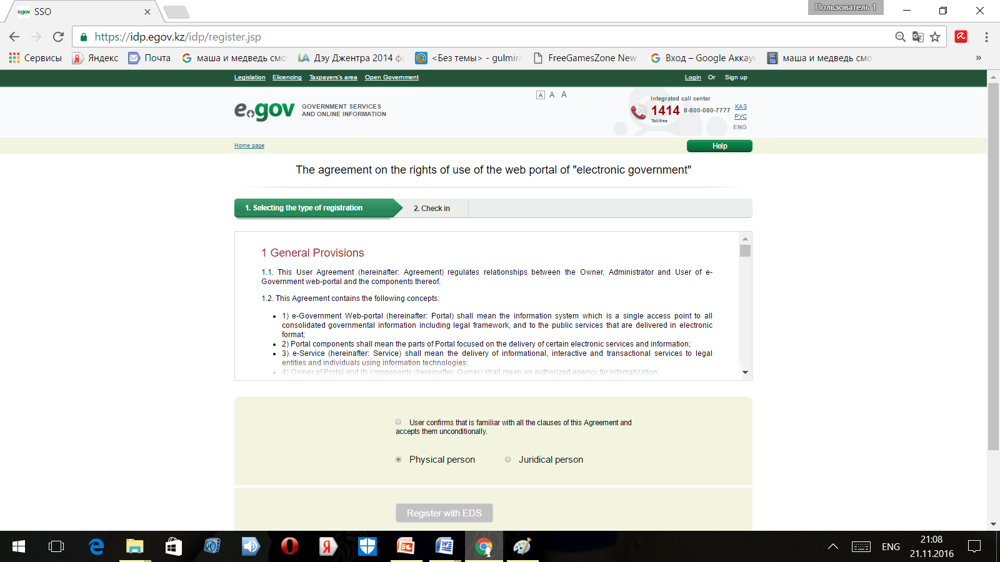 egov SSO
Пользователь 1
https://idp.egov.kz/idp/register.jsp
Сервисы Яндекс Почта маша и медведь смо Дэу Джентра 2014 фо <Без темы> - gulmira FreeGamesZone New Вход – Google Аккаун маша и медведь смо »
Legislation Elicencing Taxpayers's area Open Government Login Or Sign up
A A A
e.gov GOVERNMENT SERVICES
AND ONLINE INFORMATION
Integrated call center
1414 8-800-080-7777
Toll-free
ҚАЗ
РУС
ENG
Home page Help
The agreement on the rights of use of the web portal of "electronic government"
1. Selecting the type of registration 2. Check in
1 General Provisions
1.1. This User Agreement (hereinafter: Agreement) regulates relationships between the Owner, Administrator and User of e-
Government web-portal and the components thereof.
1.2. This Agreement contains the following concepts:
• 1) e-Government Web-portal (hereinafter: Portal) shall mean the information system which is a single access point to all
consolidated governmental information including legal framework, and to the public services that are delivered in electronic
format;
• 2) Portal components shall mean the parts of Portal focused on the delivery of certain electronic services and information;
• 3) e-Service (hereinafter: Service) shall mean the delivery of informational, interactive and transactional services to legal
entities and individuals using information technologies;
• 4) Owner of Portal and its components (hereinafter: Owner) shall mean an authorized agency for infomatization;
User confirms that is familiar with all the clauses of this Agreement and
accepts them unconditionally.
Physical person Juridical person
Register with EDS
ENG
21:08
21.11.2016